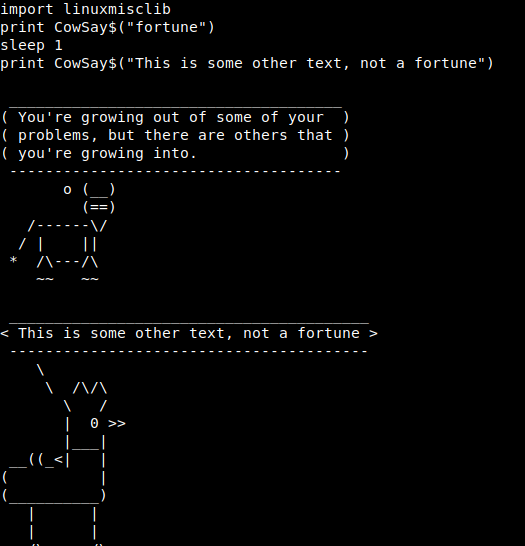 import linuxmisclib
print CowSay$("fortune")
sleep 1
print CowSay$("This is some other text, not a fortune")
 _____________________________________
( You're growing out of some of your  )
( problems, but there are others that )
( you're growing into.                )
 -------------------------------------
       o (__)
         (==)
   /------\/
  / |    ||
 *  /\---/\
    ~~   ~~
 ________________________________________
< This is some other text, not a fortune >
 ----------------------------------------
    \
     \  /\/\
       \   /
       |  0 >>
       |___|
 __((_<|   |
(          |
(__________)
   |      |
   |      |